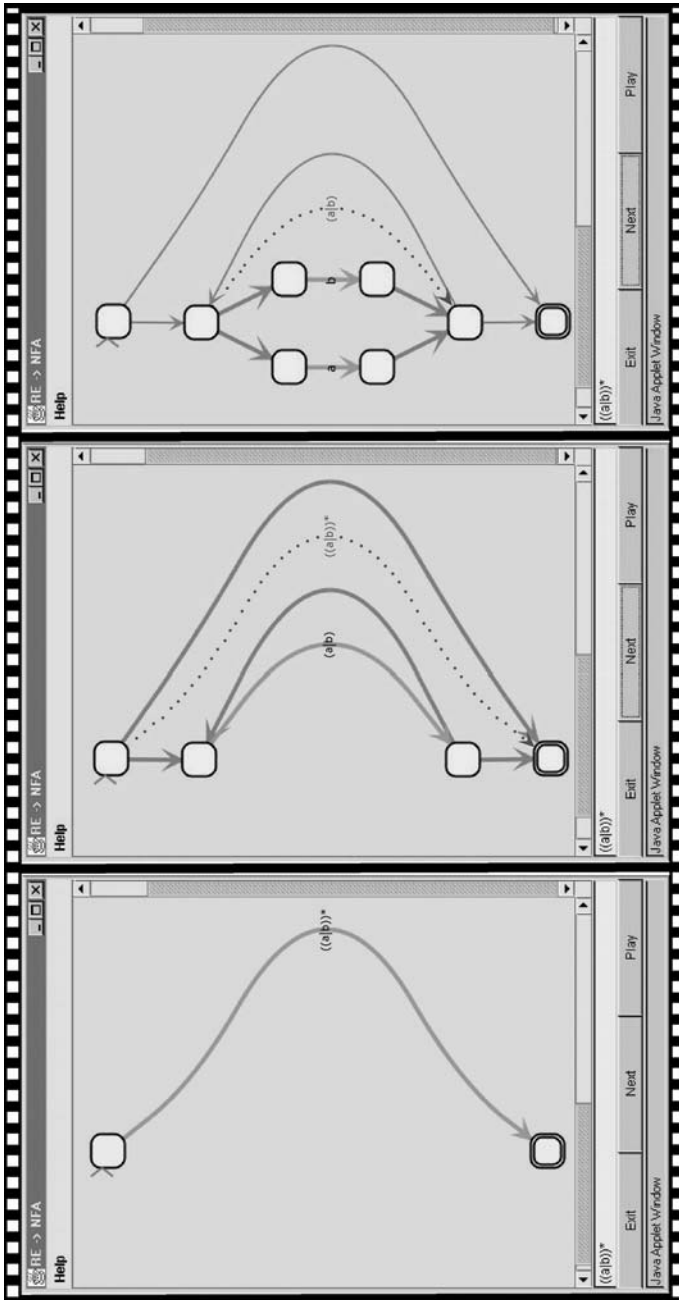 RE -> NFA
Help
((a|b))*
((a|b))*
Exit Next Play
Java Applet Window
RE -> NFA
Help
(a|b) ((a|b))*
((a|b))*
Exit Next Play
Java Applet Window
RE -> NFA
Help
a b (a|b)
((a|b))*
Exit Next Play
Java Applet Window